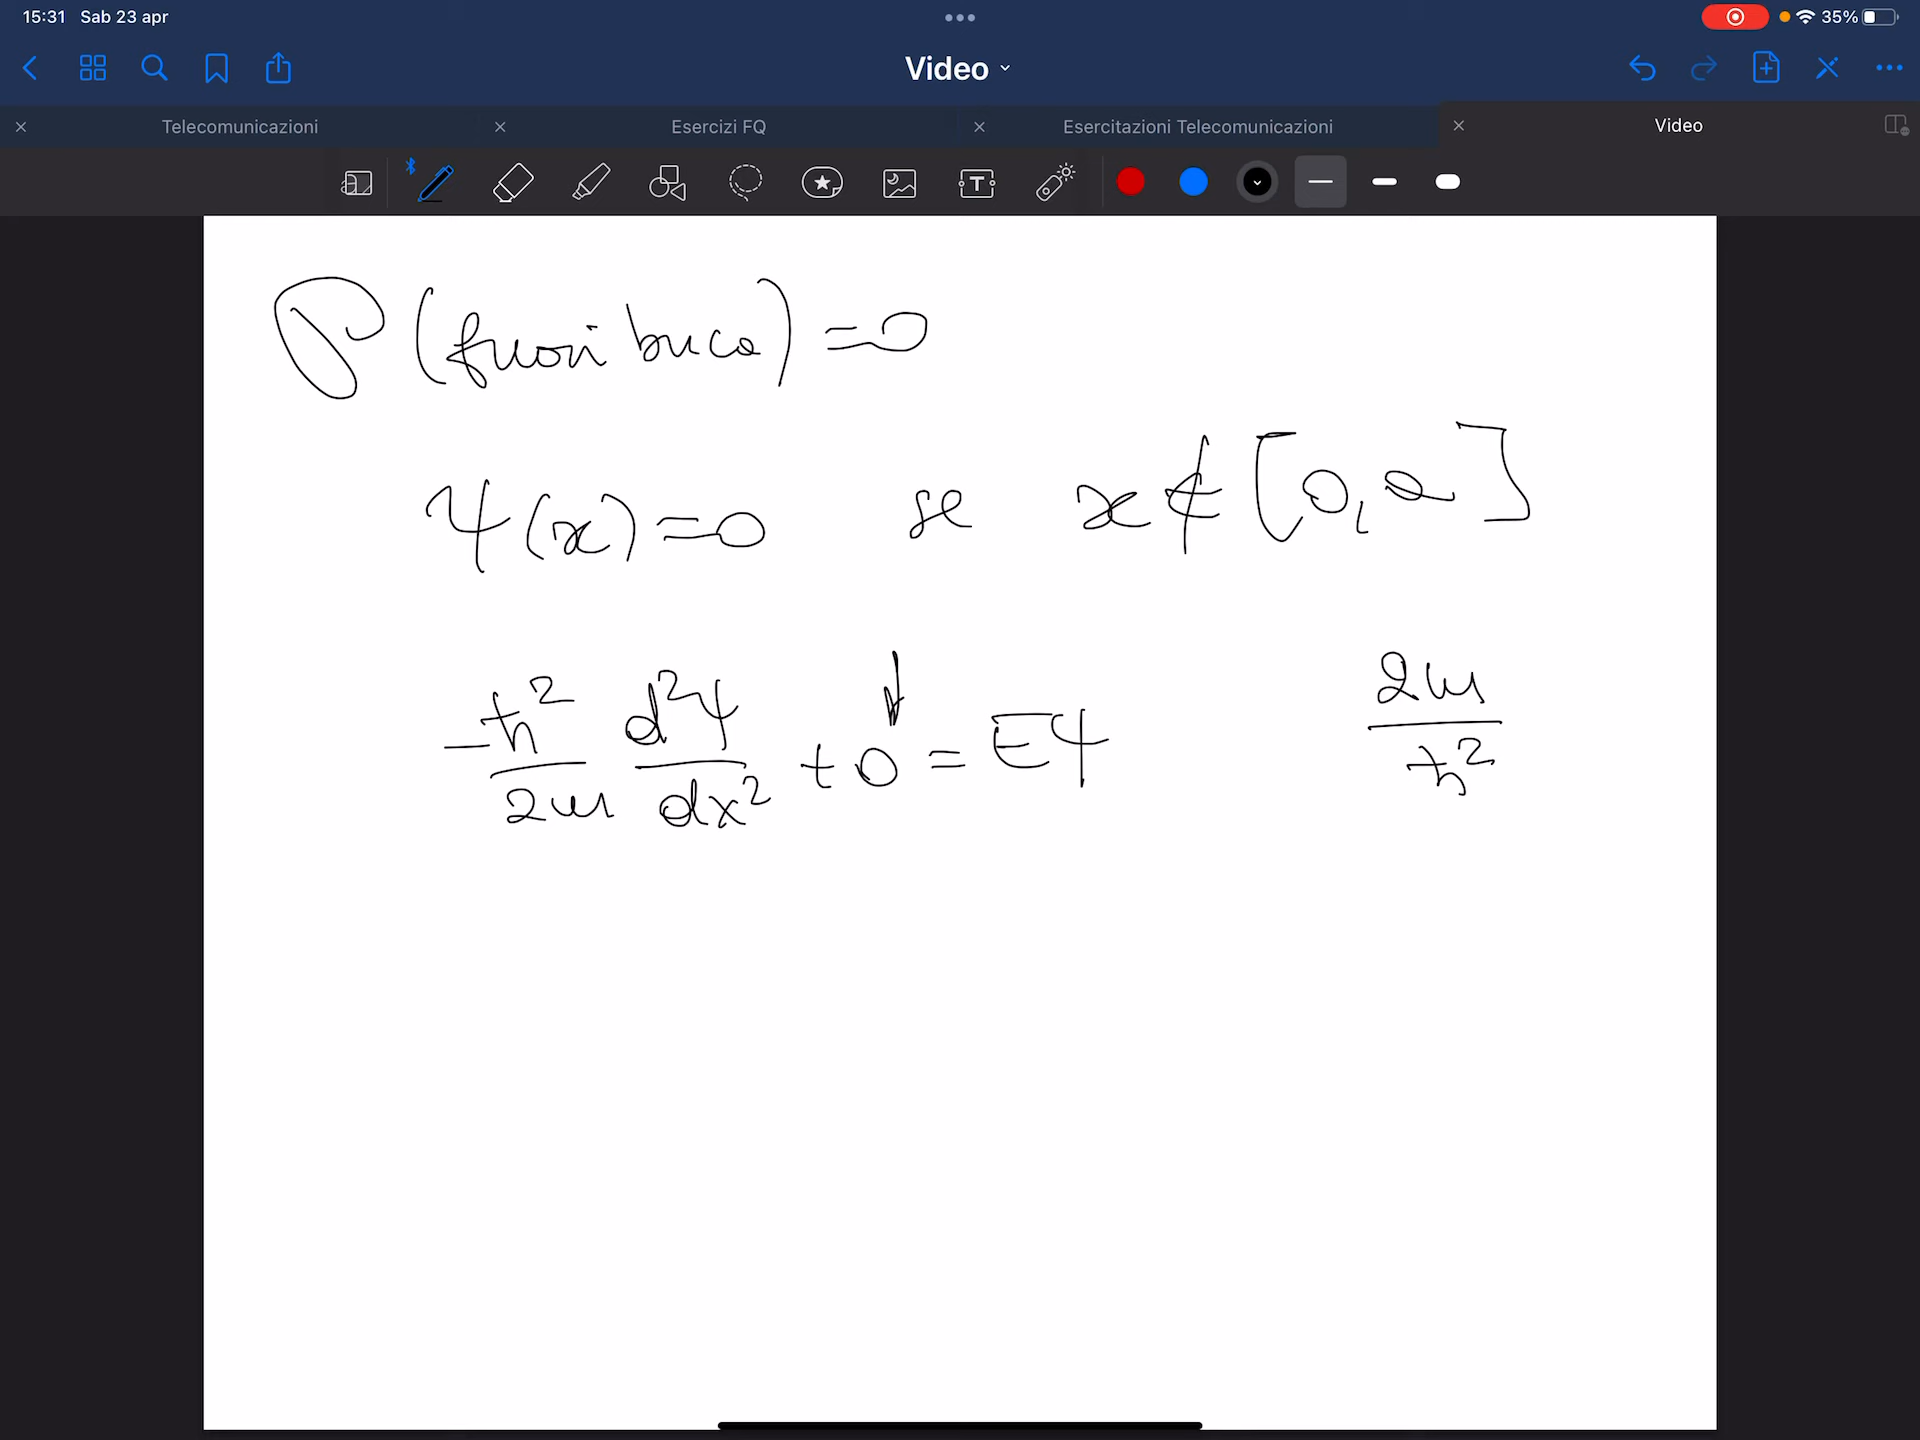 15:31 Sab 23 apr 35%
Video
Telecomunicazioni Esercizi FQ Esercitazioni Telecomunicazioni Video
P (fuori buca) = 0
ψ(x) = 0 se x ∉ [0, a]
-ħ²/2m d²ψ/dx² + 0 = Eψ 2m/ħ²